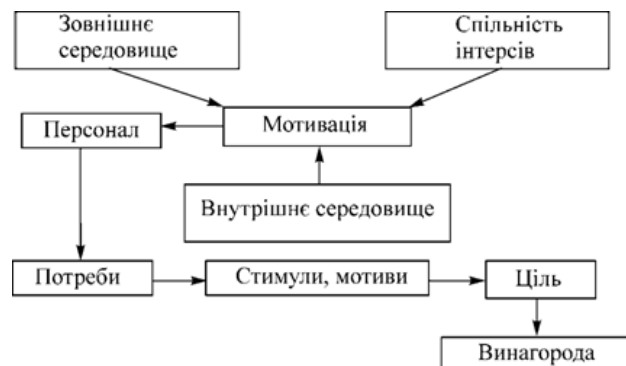 Зовнішнє
середовище
Спільність
інтерсів
Персонал
Мотивація
Внутрішнє середовище
Потреби
Стимули, мотиви
Ціль
Винагорода